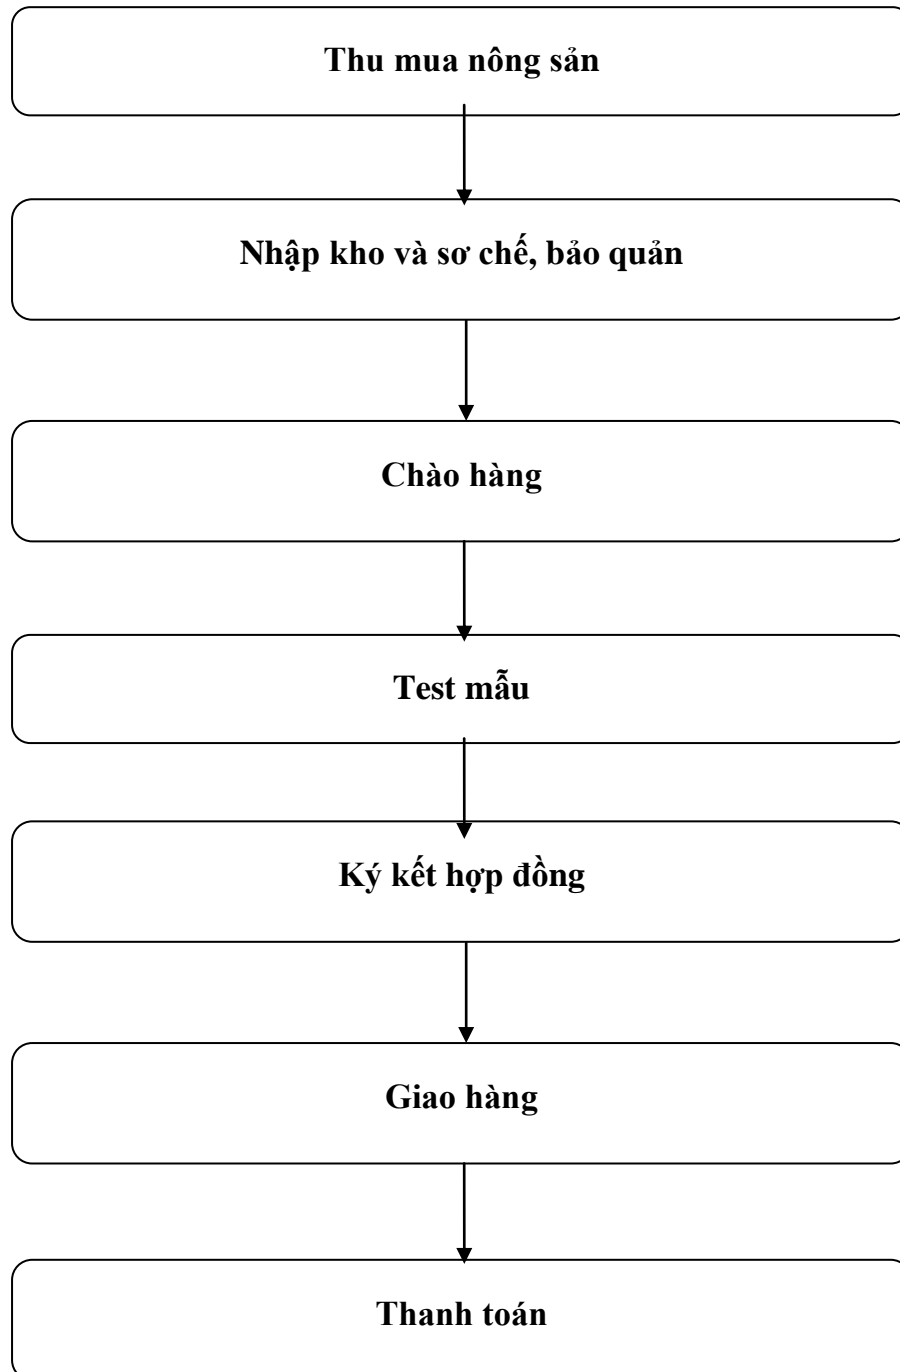 Thu mua nông sản
Nhập kho và sơ chế, bảo quản
Chào hàng
Test mẫu
Ký kết hợp đồng
Giao hàng
Thanh toán